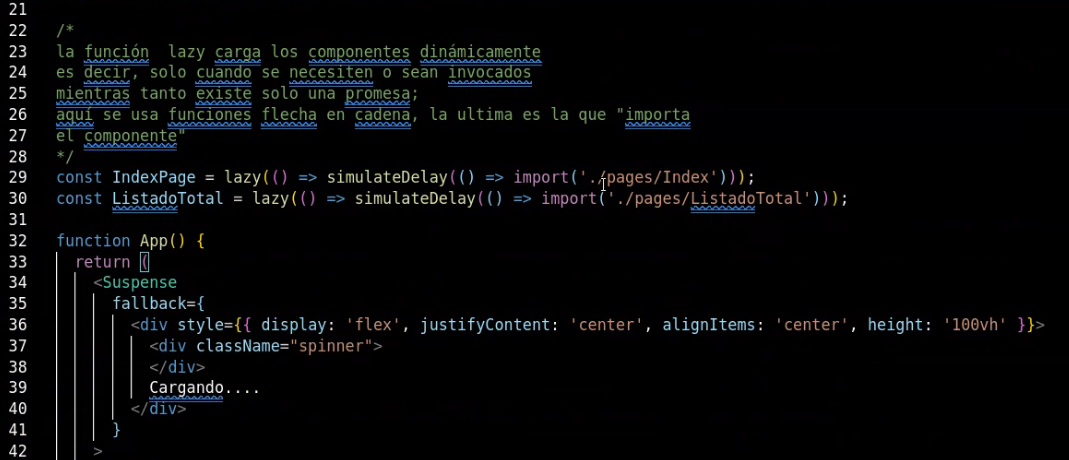 21
22 /*
23 la función  lazy carga los componentes dinámicamente
24 es decir, solo cuando se necesiten o sean invocados
25 mientras tanto existe solo una promesa;
26 aquí se usa funciones flecha en cadena, la ultima es la que "importa
27 el componente"
28 */
29 const IndexPage = lazy(() => simulateDelay(() => import('./pages/Index')));
30 const ListadoTotal = lazy(() => simulateDelay(() => import('./pages/ListadoTotal')));
31
32 function App() {
33   return (
34     <Suspense
35       fallback={
36         <div style={{ display: 'flex', justifyContent: 'center', alignItems: 'center', height: '100vh' }}>
37           <div className="spinner">
38           </div>
39           Cargando....
40         </div>
41       }
42     >